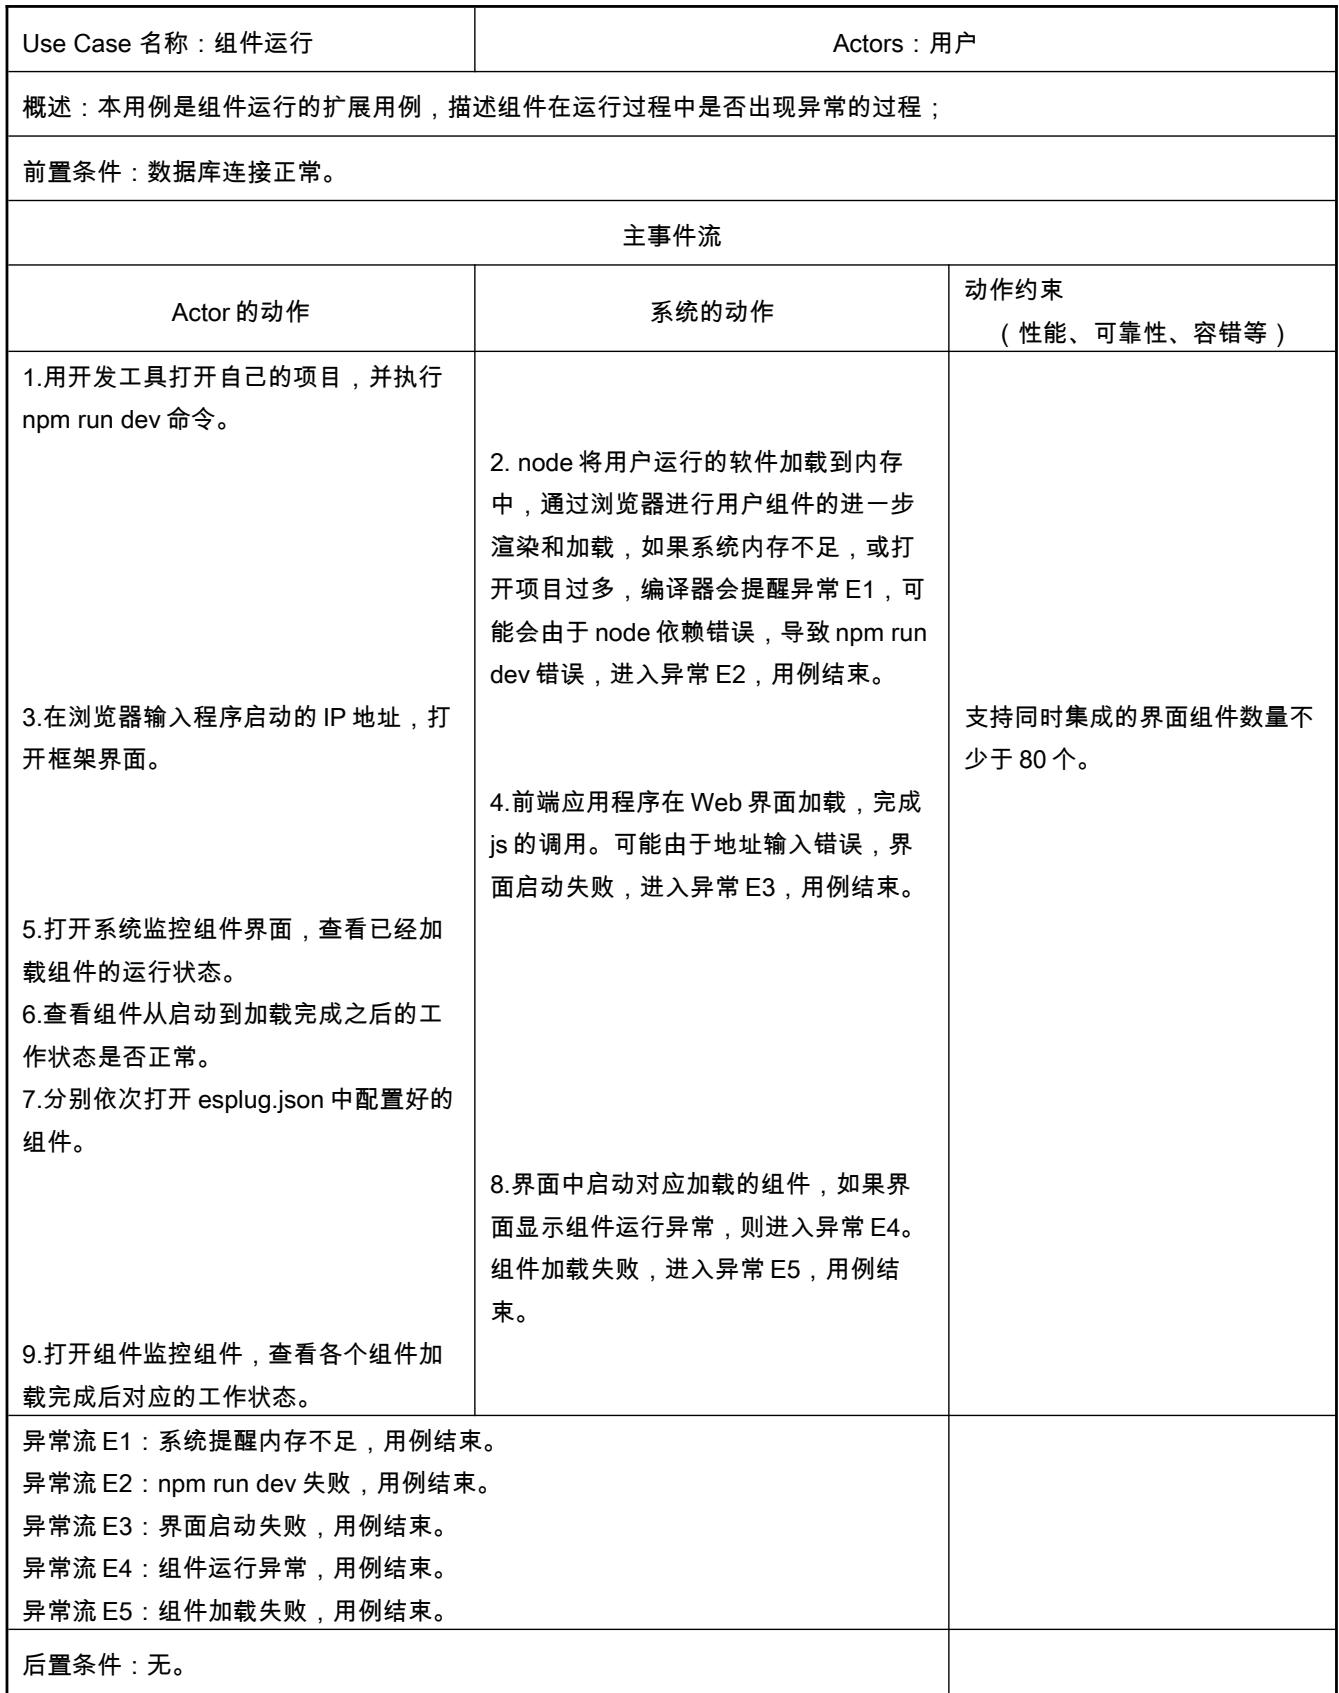 Use Case 名称：组件运行
Actors：用户
概述：本用例是组件运行的扩展用例，描述组件在运行过程中是否出现异常的过程；
前置条件：数据库连接正常。
主事件流
Actor 的动作
系统的动作
动作约束
（性能、可靠性、容错等）
1.用开发工具打开自己的项目，并执行
npm run dev 命令。
2. node 将用户运行的软件加载到内存
中，通过浏览器进行用户组件的进一步
渲染和加载，如果系统内存不足，或打
开项目过多，编译器会提醒异常 E1，可
能会由于 node 依赖错误，导致 npm run
dev 错误，进入异常 E2，用例结束。
3.在浏览器输入程序启动的 IP 地址，打
开框架界面。
支持同时集成的界面组件数量不
少于 80 个。
4.前端应用程序在 Web 界面加载，完成
js 的调用。可能由于地址输入错误，界
面启动失败，进入异常 E3，用例结束。
5.打开系统监控组件界面，查看已经加
载组件的运行状态。
6.查看组件从启动到加载完成之后的工
作状态是否正常。
7.分别依次打开 esplug.json 中配置好的
组件。
8.界面中启动对应加载的组件，如果界
面显示组件运行异常，则进入异常 E4。
组件加载失败，进入异常 E5，用例结
束。
9.打开组件监控组件，查看各个组件加
载完成后对应的工作状态。
异常流 E1：系统提醒内存不足，用例结束。
异常流 E2：npm run dev 失败，用例结束。
异常流 E3：界面启动失败，用例结束。
异常流 E4：组件运行异常，用例结束。
异常流 E5：组件加载失败，用例结束。
后置条件：无。